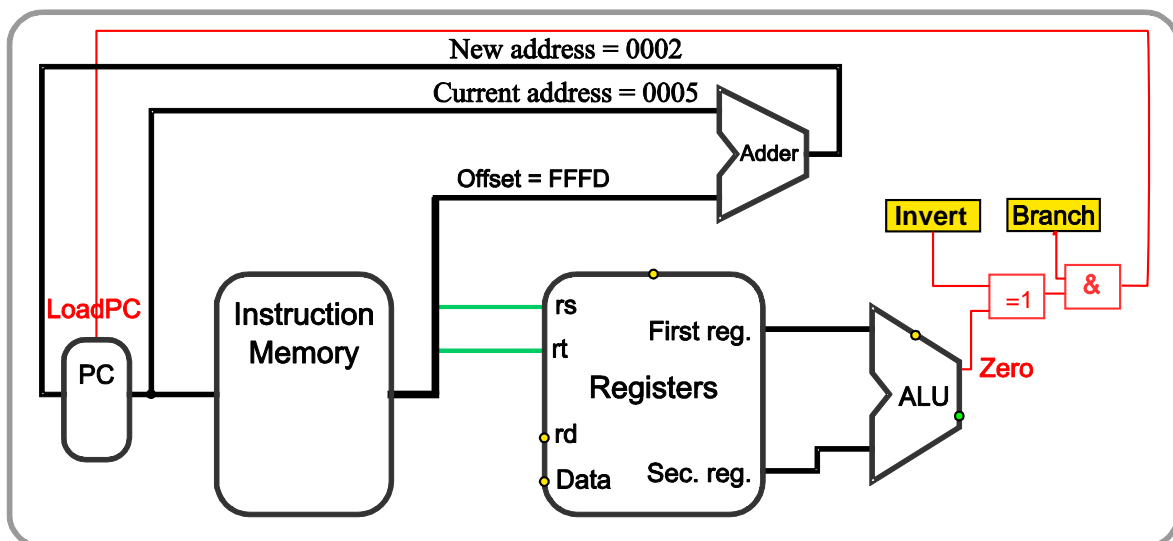 New address = 0002
Current address = 0005
Adder
Offset = FFFD
Invert
Branch
LoadPC
PC
Instruction
Memory
rs
rt
rd
Data
Registers
First reg.
Sec. reg.
ALU
Zero
=1
&